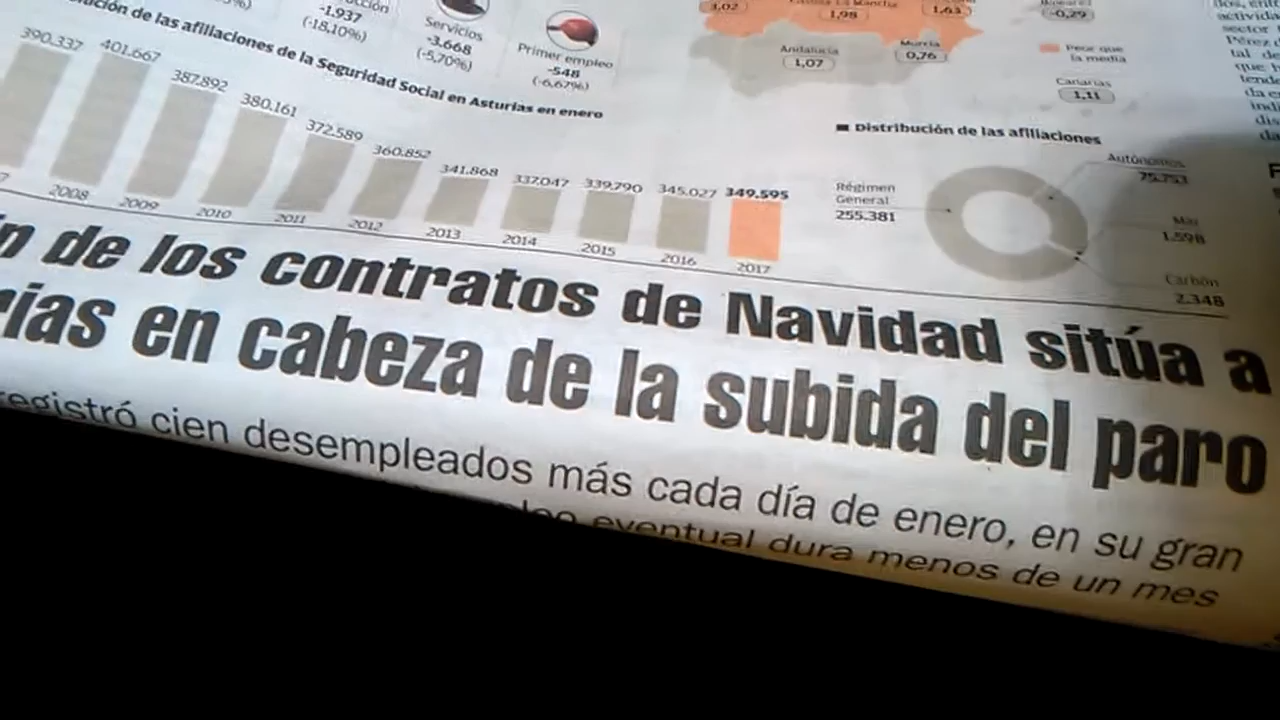 -1.937
(-18,10%)
Servicios
-3.668
(-5,70%)
Primer empleo
-548
(-6,67%)
3,02
1,98
1,63
Andalucía
1,07
Murcia
0,76
-0,29
Peor que
la media
Canarias
1,11
de las afiliaciones de la Seguridad Social en Asturias en enero
390.337
401.667
387.892
380.161
372.589
360.852
341.868
337.047
339.790
345.027
349.595
2008
2009
2010
2011
2012
2013
2014
2015
2016
2017
Distribución de las afiliaciones
Régimen
General
255.381
Autónomos
75.753
Mar
1.598
Carbón
2.348
n de los contratos de Navidad sitúa a
rias en cabeza de la subida del paro
registró cien desempleados más cada día de enero, en su gran
eventual dura menos de un mes